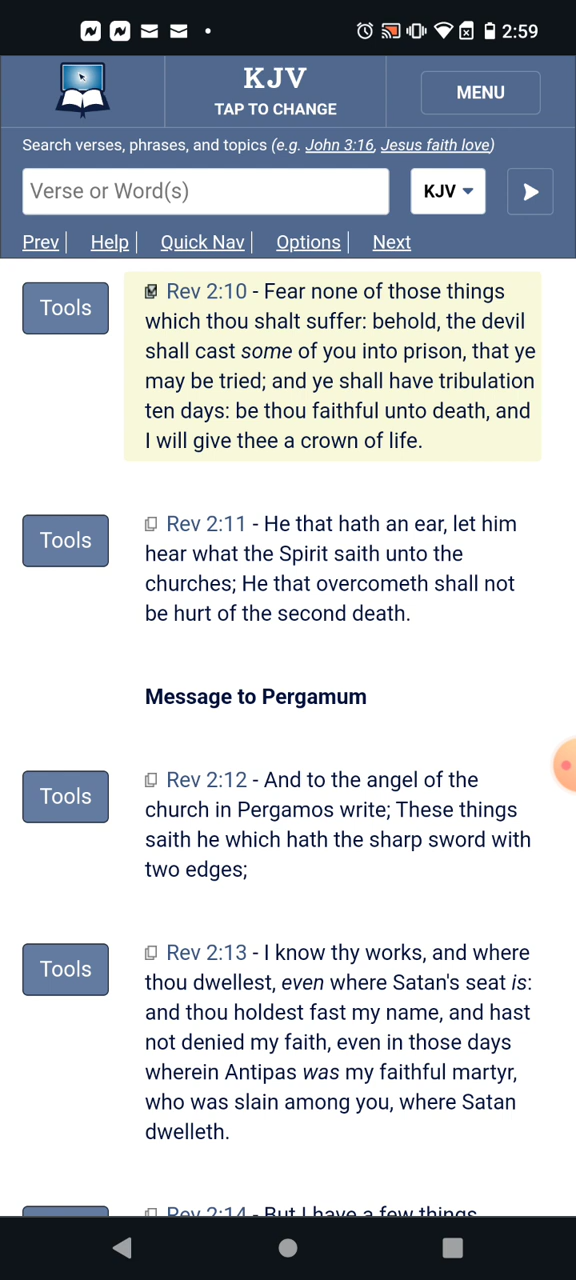 2:59
KJV
TAP TO CHANGE
MENU
Search verses, phrases, and topics (e.g. John 3:16, Jesus faith love)
Verse or Word(s)
KJV
Prev | Help | Quick Nav | Options | Next
Tools
Rev 2:10 - Fear none of those things
which thou shalt suffer: behold, the devil
shall cast some of you into prison, that ye
may be tried; and ye shall have tribulation
ten days: be thou faithful unto death, and
I will give thee a crown of life.
Tools
Rev 2:11 - He that hath an ear, let him
hear what the Spirit saith unto the
churches; He that overcometh shall not
be hurt of the second death.
Message to Pergamum
Tools
Rev 2:12 - And to the angel of the
church in Pergamos write; These things
saith he which hath the sharp sword with
two edges;
Tools
Rev 2:13 - I know thy works, and where
thou dwellest, even where Satan's seat is:
and thou holdest fast my name, and hast
not denied my faith, even in those days
wherein Antipas was my faithful martyr,
who was slain among you, where Satan
dwelleth.
Rev 2:14 - But I have a few things